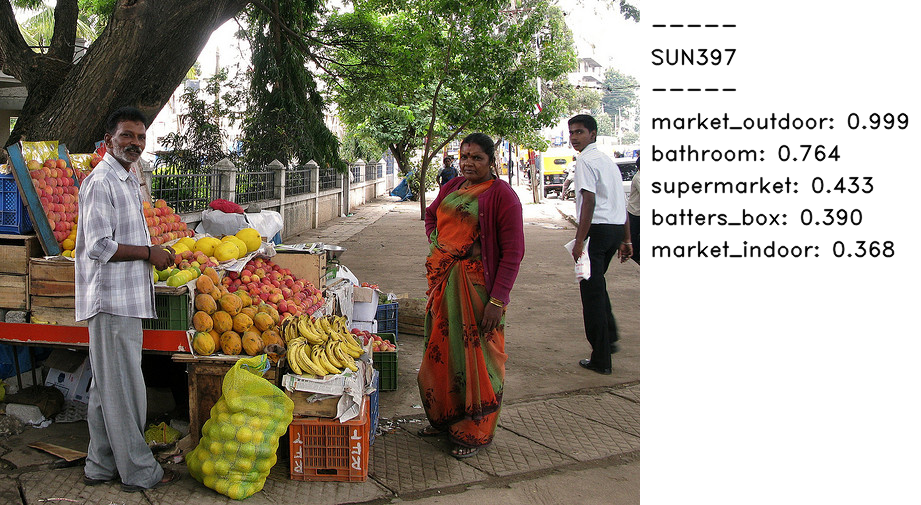 -----
SUN397
-----
market_outdoor: 0.999
bathroom: 0.764
supermarket: 0.433
batters_box: 0.390
market_indoor: 0.368